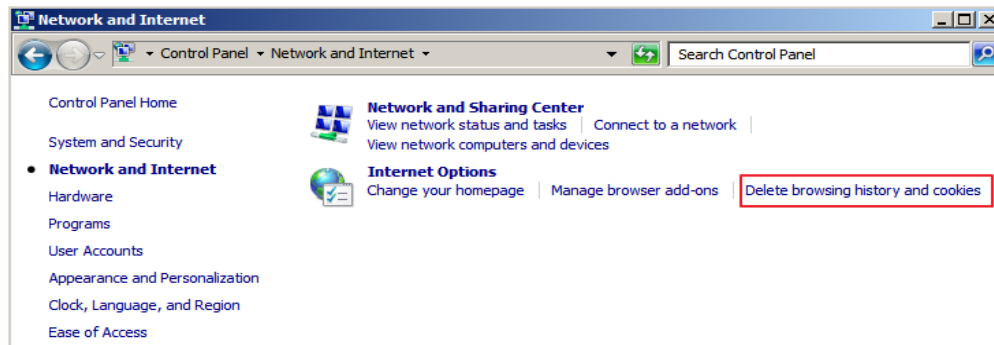 Network and Internet
Control Panel Network and Internet
Search Control Panel
Control Panel Home
System and Security
Network and Internet
Hardware
Programs
User Accounts
Appearance and Personalization
Clock, Language, and Region
Ease of Access
Network and Sharing Center
View network status and tasks Connect to a network
View network computers and devices
Internet Options
Change your homepage Manage browser add-ons Delete browsing history and cookies